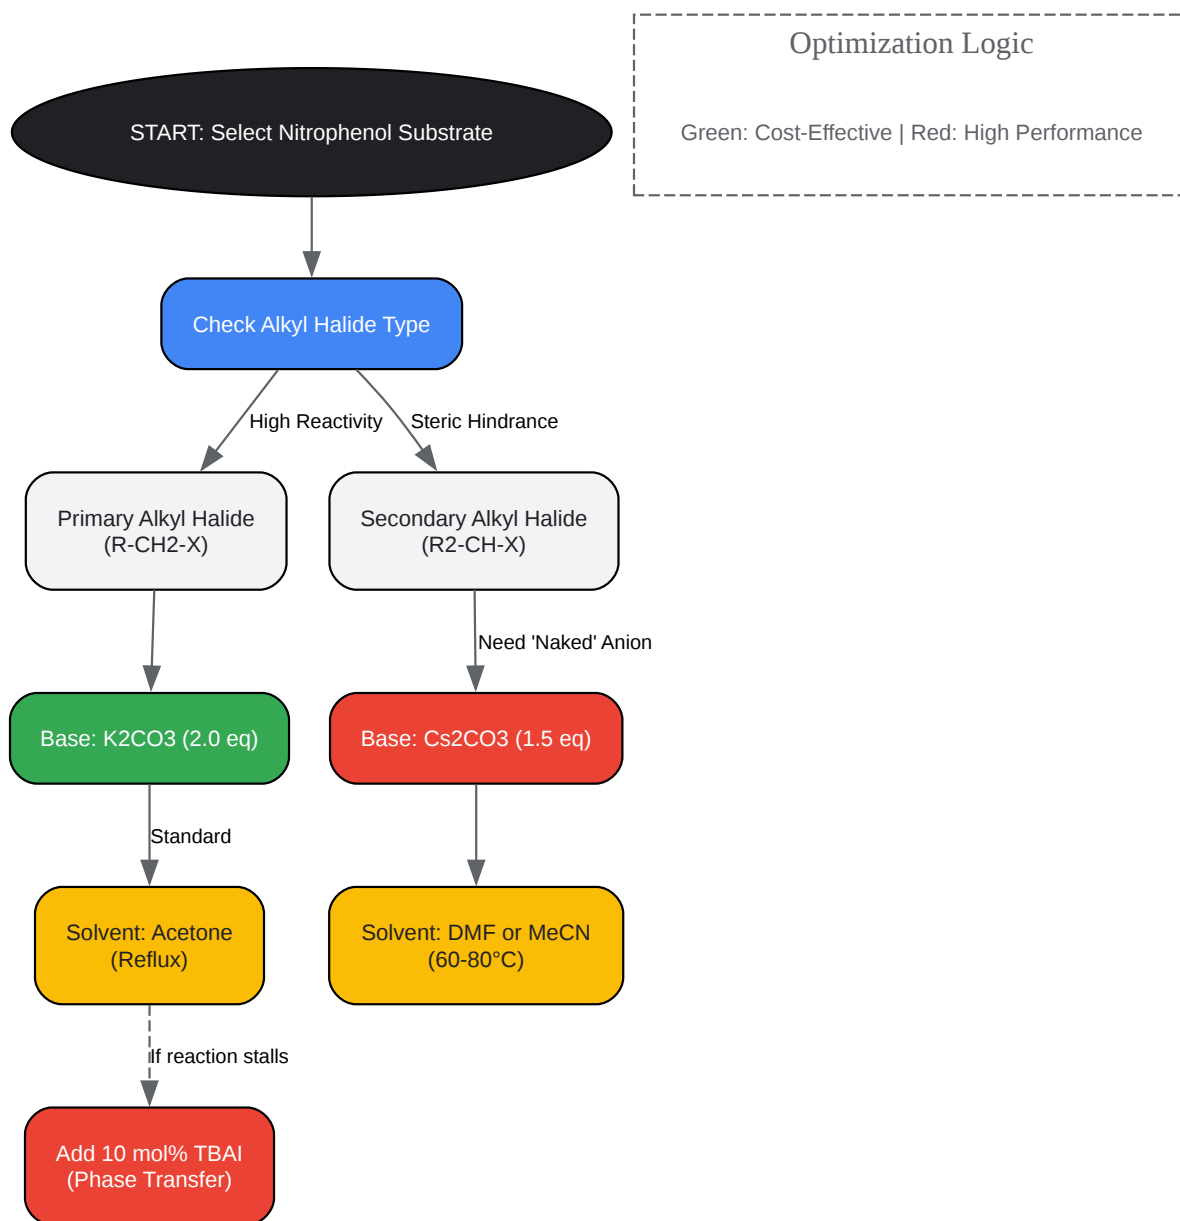 Optimization Logic
Green: Cost-Effective | Red: High Performance
START: Select Nitrophenol Substrate
Check Alkyl Halide Type
High Reactivity
Steric Hindrance
Primary Alkyl Halide
(R-CH2-X)
Secondary Alkyl Halide
(R2-CH-X)
Need 'Naked' Anion
Base: K2CO3 (2.0 eq)
Base: Cs2CO3 (1.5 eq)
Standard
Solvent: Acetone
(Reflux)
Solvent: DMF or MeCN
(60-80°C)
If reaction stalls
Add 10 mol% TBAI
(Phase Transfer)